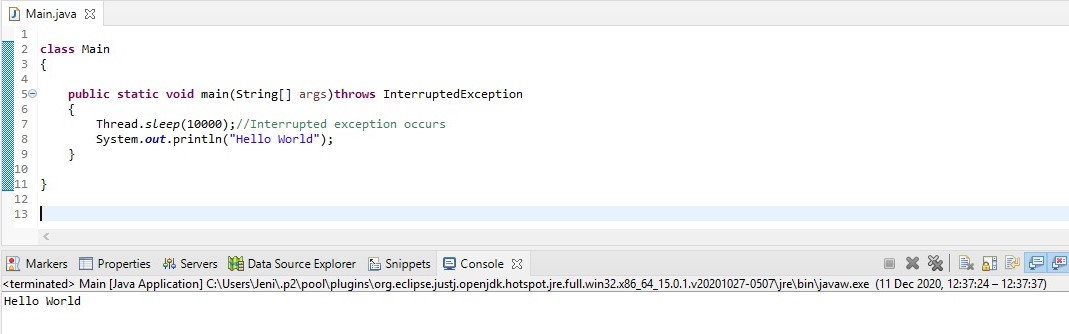 Main.java
1
2 class Main
3 {
4
5 public static void main(String[] args)throws InterruptedException
6 {
7 Thread.sleep(10000);//Interrupted exception occurs
8 System.out.println("Hello World");
9 }
10
11 }
12
13
Markers Properties Servers Data Source Explorer Snippets Console
<terminated> Main [Java Application] C:\Users\Jeni\.p2\pool\plugins\org.eclipse.justj.openjdk.hotspot.jre.full.win32.x86_64_15.0.1.v20201027-0507\jre\bin\javaw.exe (11 Dec 2020, 12:37:24 – 12:37:37)
Hello World